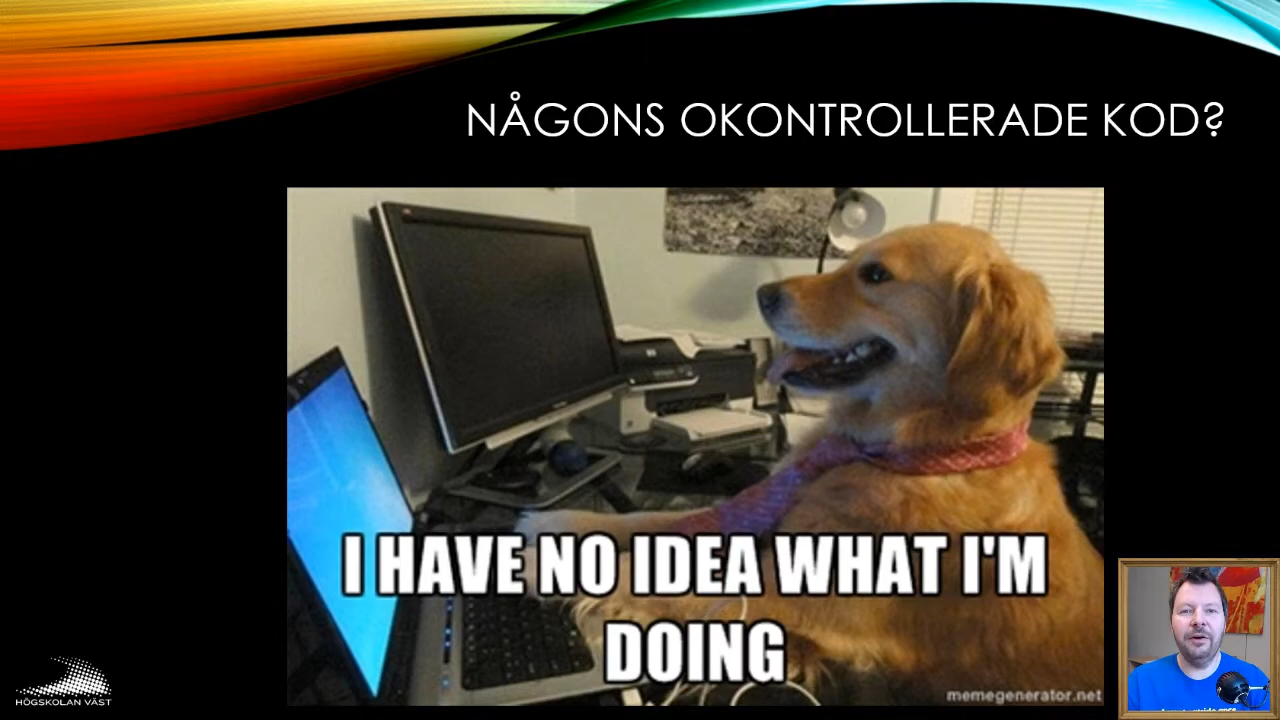 NÅGONS OKONTROLLERADE KOD?
I HAVE NO IDEA WHAT I'M
DOING
memegenerator.net
HÖGSKOLAN VÄST